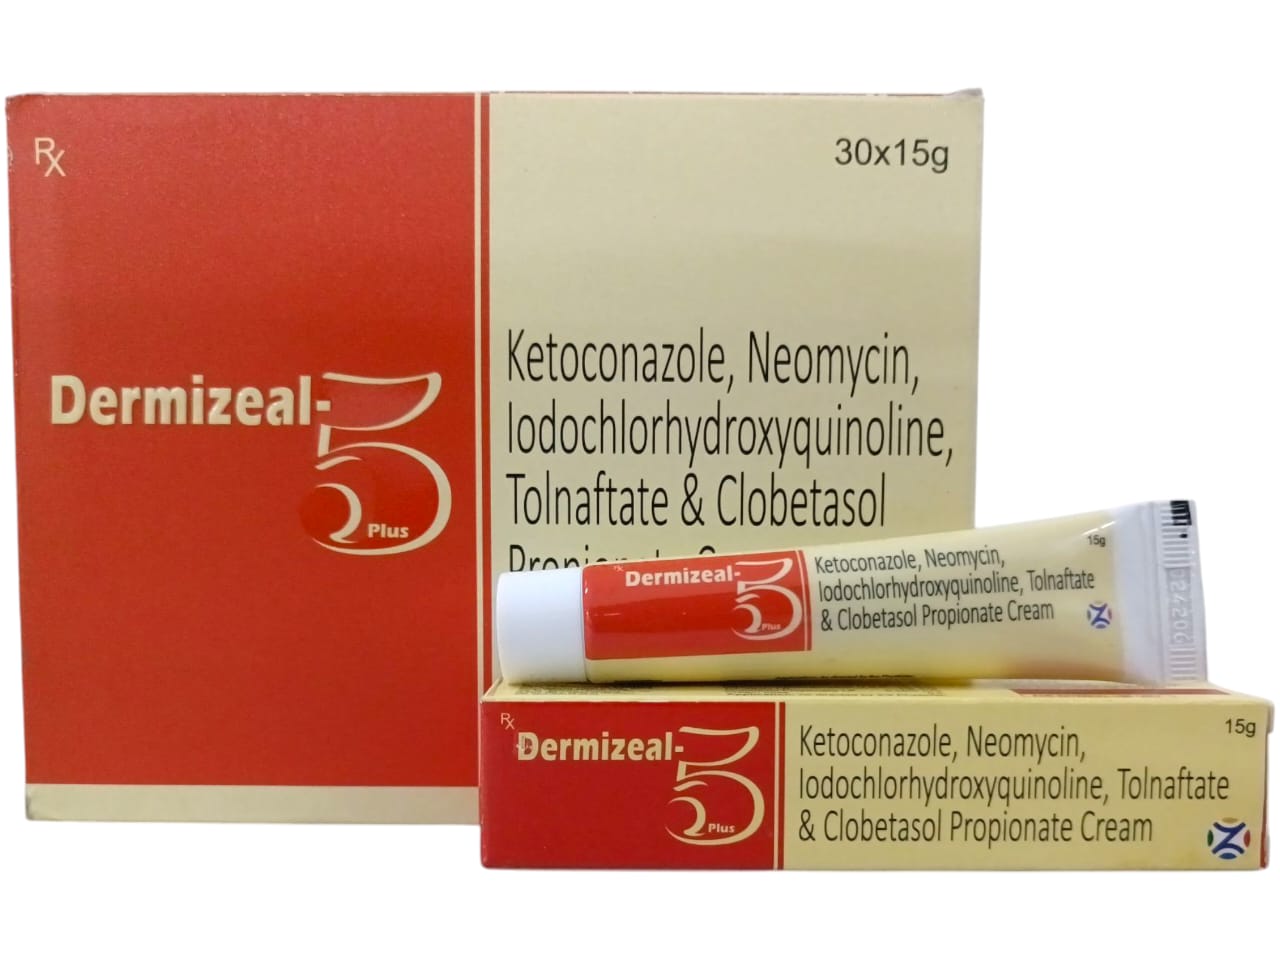 Rx
30x15g
Dermizeal-5
Plus
Ketoconazole, Neomycin,
Iodochlorhydroxyquinoline,
Tolnaftate & Clobetasol
Rx
Dermizeal-5
Plus
Ketoconazole, Neomycin,
Iodochlorhydroxyquinoline, Tolnaftate
& Clobetasol Propionate Cream
15g
Rx
Dermizeal-5
Plus
Ketoconazole, Neomycin,
Iodochlorhydroxyquinoline, Tolnaftate
& Clobetasol Propionate Cream
15g